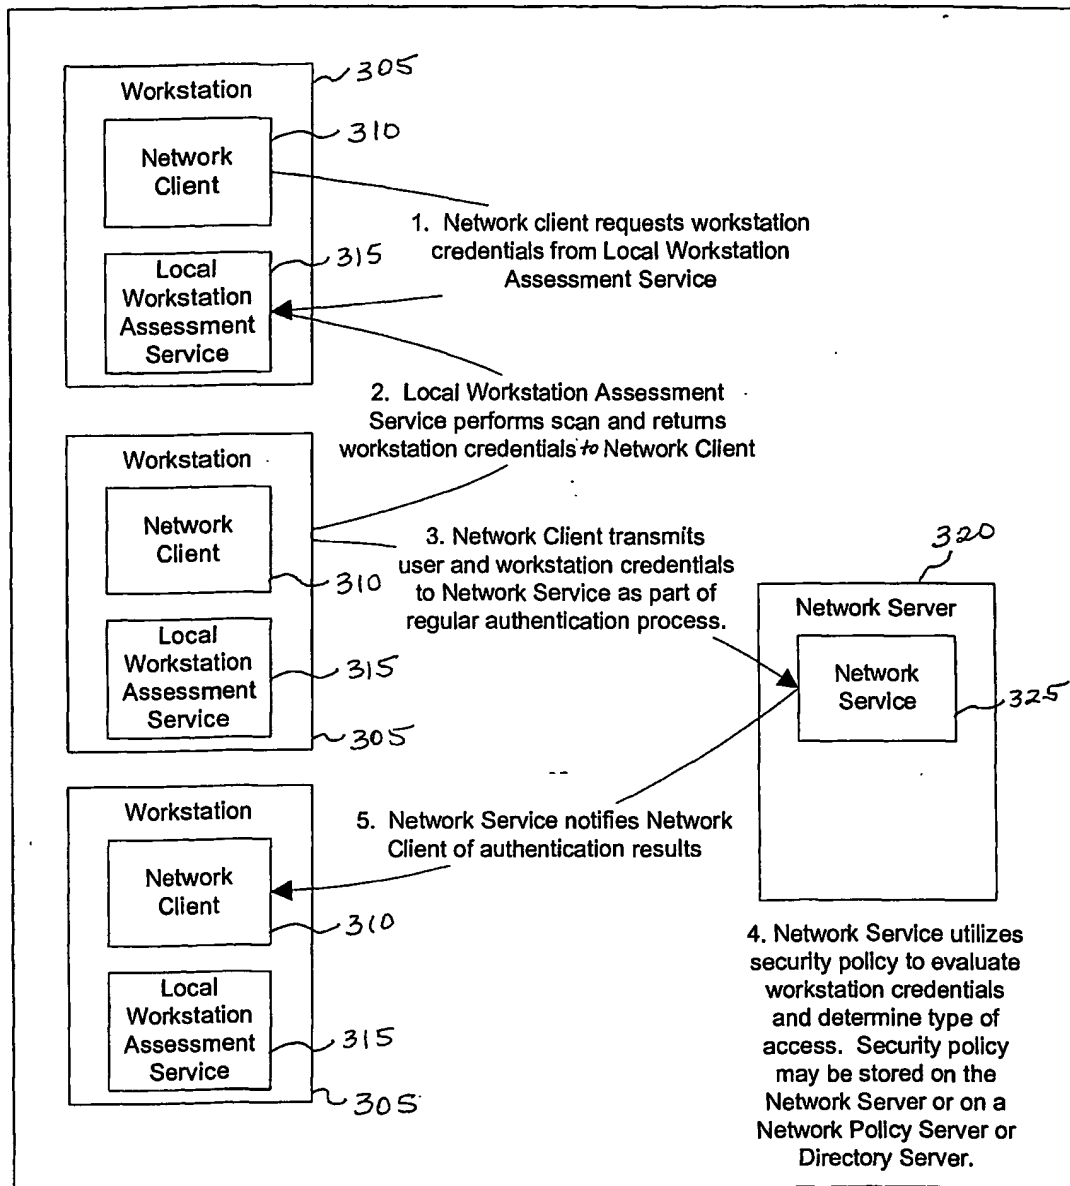 Workstation
305
Network
Client
310
Local
Workstation
Assessment
Service
315
1. Network client requests workstation
credentials from Local Workstation
Assessment Service
2. Local Workstation Assessment
Service performs scan and returns
workstation credentials to Network Client
Workstation
Network
Client
310
Local
Workstation
Assessment
Service
315
305
3. Network Client transmits
user and workstation credentials
to Network Service as part of
regular authentication process.
320
Network Server
Network
Service
325
Workstation
Network
Client
310
Local
Workstation
Assessment
Service
315
305
5. Network Service notifies Network
Client of authentication results
4. Network Service utilizes
security policy to evaluate
workstation credentials
and determine type of
access. Security policy
may be stored on the
Network Server or on a
Network Policy Server or
Directory Server.